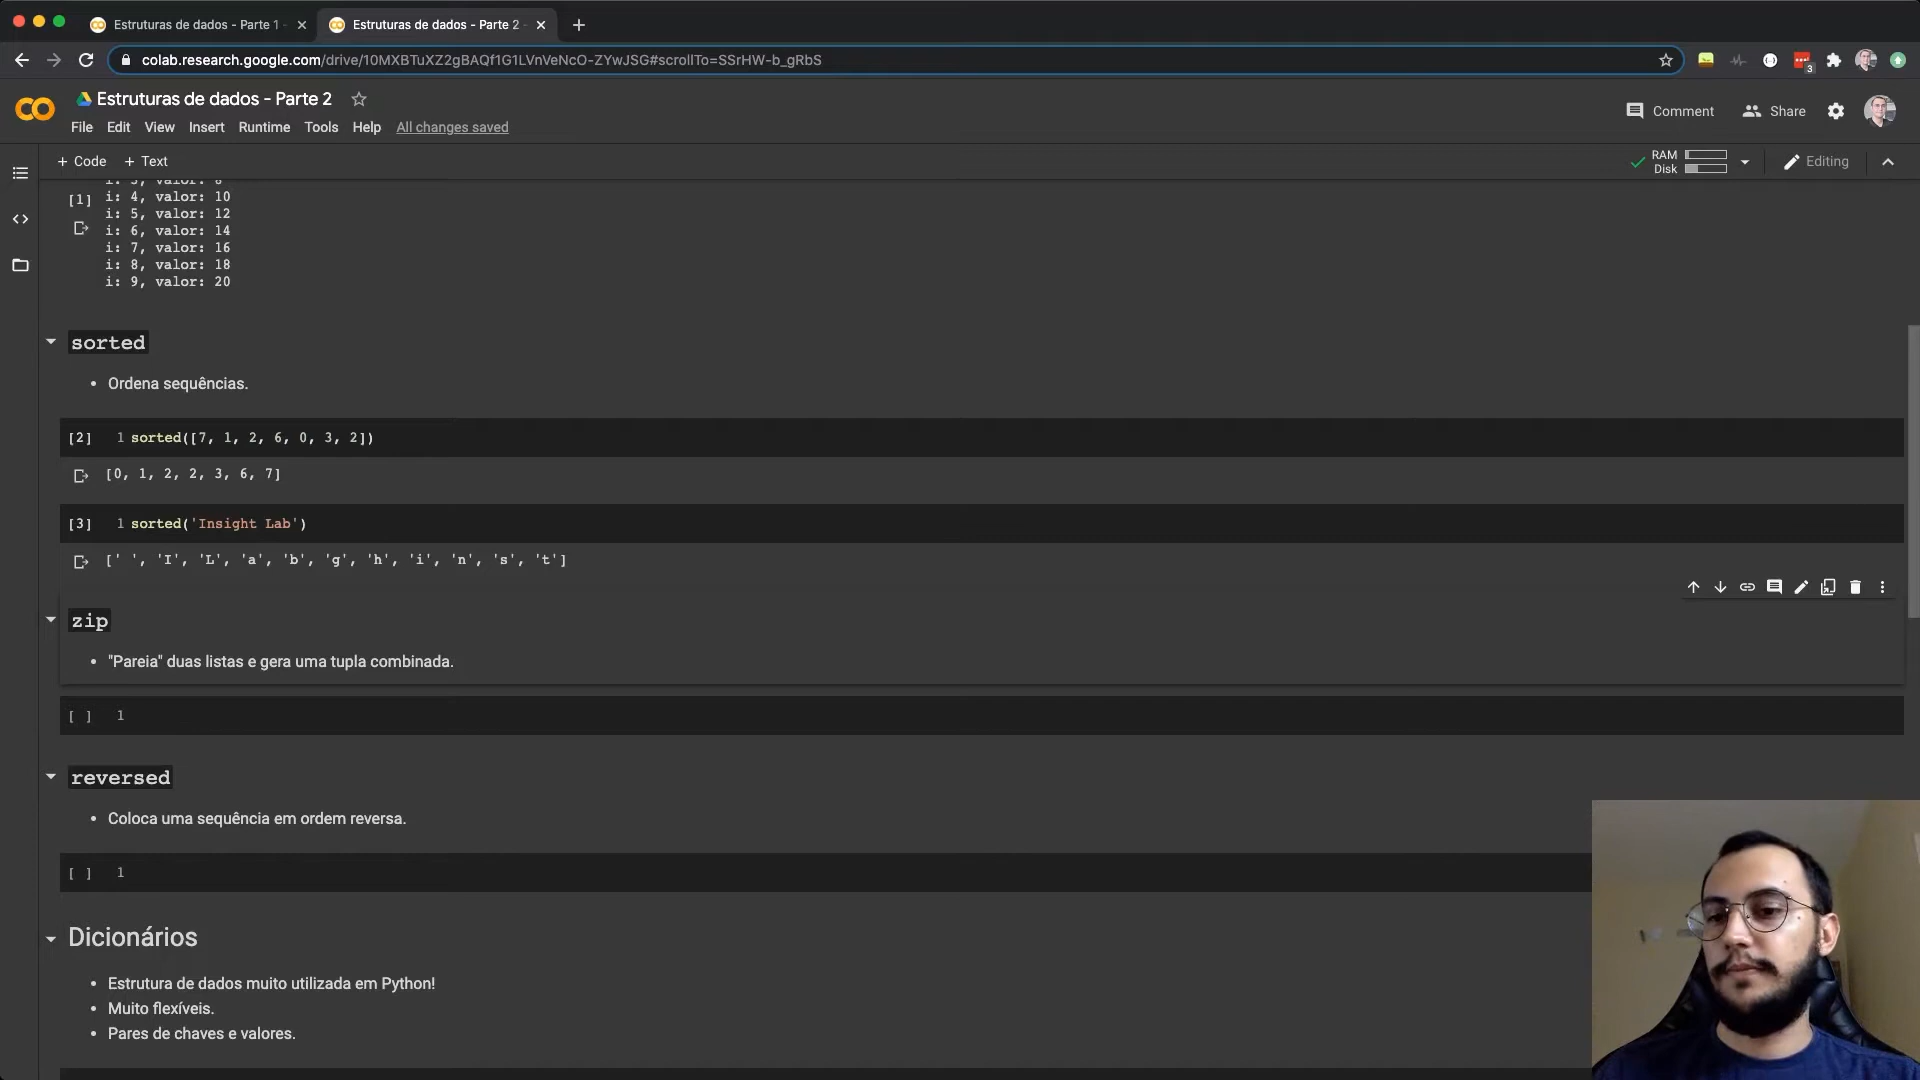 Estruturas de dados - Parte 1 -
Estruturas de dados - Parte 2 -
colab.research.google.com/drive/10MXBTuXZ2gBAQf1G1LVnVeNcO-ZYwJSG#scrollTo=SSrHW-b_gRbS
3
Estruturas de dados - Parte 2
Comment
Share
File Edit View Insert Runtime Tools Help All changes saved
+ Code + Text
RAM
Disk
Editing
i: 3, valor: 8
[1] i: 4, valor: 10
i: 5, valor: 12
i: 6, valor: 14
i: 7, valor: 16
i: 8, valor: 18
i: 9, valor: 20
sorted
• Ordena sequências.
[2] 1 sorted([7, 1, 2, 6, 0, 3, 2])
[0, 1, 2, 2, 3, 6, 7]
[3] 1 sorted('Insight Lab')
[' ', 'I', 'L', 'a', 'b', 'g', 'h', 'i', 'n', 's', 't']
zip
• "Pareia" duas listas e gera uma tupla combinada.
[ ] 1
reversed
• Coloca uma sequência em ordem reversa.
[ ] 1
Dicionários
• Estrutura de dados muito utilizada em Python!
• Muito flexíveis.
• Pares de chaves e valores.